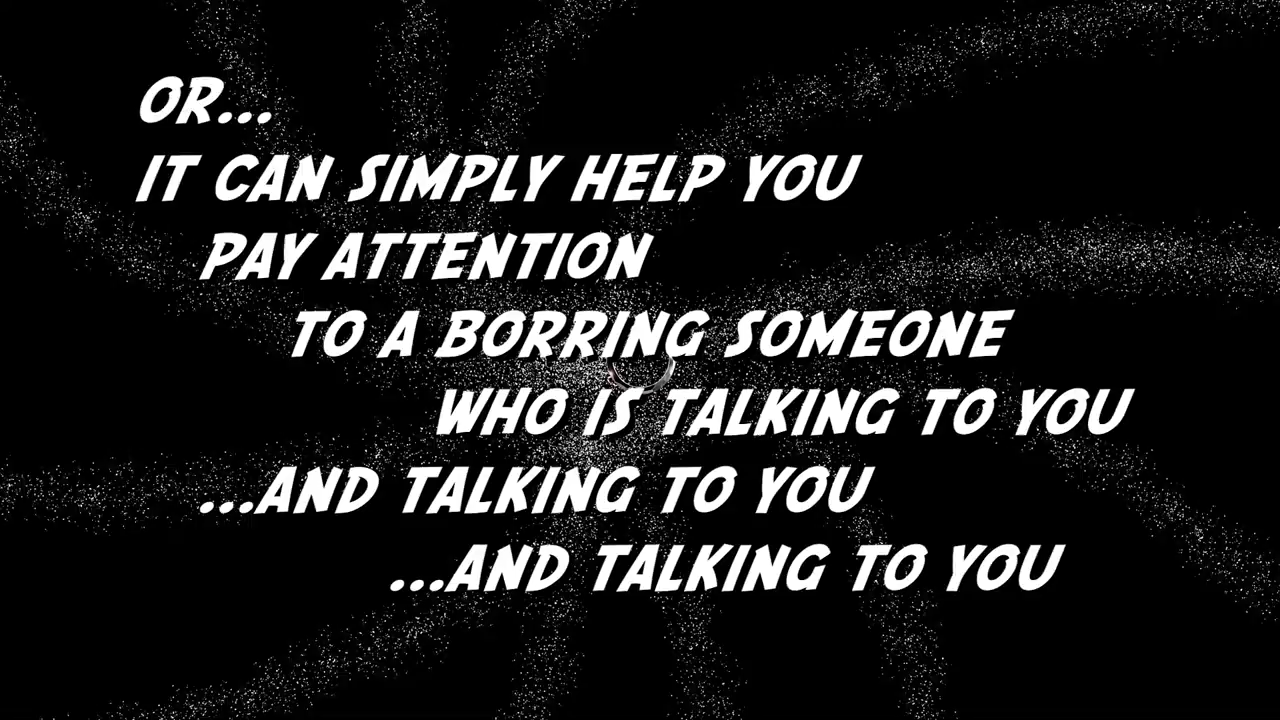 OR...
IT CAN SIMPLY HELP YOU
PAY ATTENTION
TO A BORRING SOMEONE
WHO IS TALKING TO YOU
...AND TALKING TO YOU
...AND TALKING TO YOU